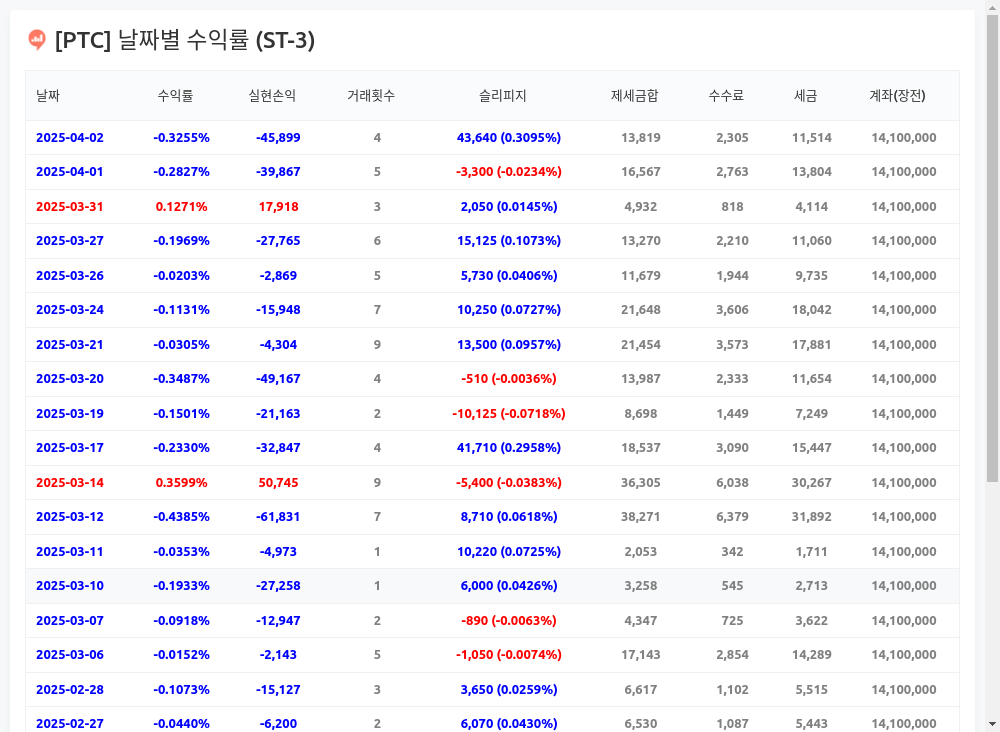 [PTC] 날짜별 수익률 (ST-3)
날짜 수익률 실현손익 거래횟수 슬리피지 제세금합 수수료 세금 계좌(장전)
2025-04-02 -0.3255% -45,899 4 43,640 (0.3095%) 13,819 2,305 11,514 14,100,000
2025-04-01 -0.2827% -39,867 5 -3,300 (-0.0234%) 16,567 2,763 13,804 14,100,000
2025-03-31 0.1271% 17,918 3 2,050 (0.0145%) 4,932 818 4,114 14,100,000
2025-03-27 -0.1969% -27,765 6 15,125 (0.1073%) 13,270 2,210 11,060 14,100,000
2025-03-26 -0.0203% -2,869 5 5,730 (0.0406%) 11,679 1,944 9,735 14,100,000
2025-03-24 -0.1131% -15,948 7 10,250 (0.0727%) 21,648 3,606 18,042 14,100,000
2025-03-21 -0.0305% -4,304 9 13,500 (0.0957%) 21,454 3,573 17,881 14,100,000
2025-03-20 -0.3487% -49,167 4 -510 (-0.0036%) 13,987 2,333 11,654 14,100,000
2025-03-19 -0.1501% -21,163 2 -10,125 (-0.0718%) 8,698 1,449 7,249 14,100,000
2025-03-17 -0.2330% -32,847 4 41,710 (0.2958%) 18,537 3,090 15,447 14,100,000
2025-03-14 0.3599% 50,745 9 -5,400 (-0.0383%) 36,305 6,038 30,267 14,100,000
2025-03-12 -0.4385% -61,831 7 8,710 (0.0618%) 38,271 6,379 31,892 14,100,000
2025-03-11 -0.0353% -4,973 1 10,220 (0.0725%) 2,053 342 1,711 14,100,000
2025-03-10 -0.1933% -27,258 1 6,000 (0.0426%) 3,258 545 2,713 14,100,000
2025-03-07 -0.0918% -12,947 2 -890 (-0.0063%) 4,347 725 3,622 14,100,000
2025-03-06 -0.0152% -2,143 5 -1,050 (-0.0074%) 17,143 2,854 14,289 14,100,000
2025-02-28 -0.1073% -15,127 3 3,650 (0.0259%) 6,617 1,102 5,515 14,100,000
2025-02-27 -0.0440% -6,200 2 6,070 (0.0430%) 6,530 1,087 5,443 14,100,000